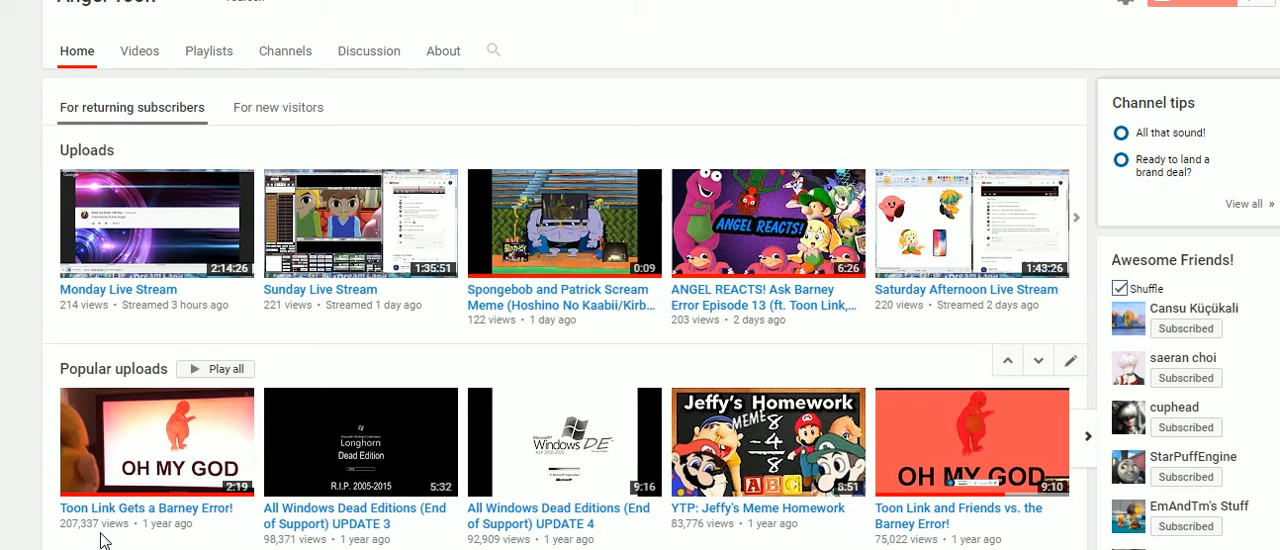 Angel Toon
Home
Videos
Playlists
Channels
Discussion
About
For returning subscribers
For new visitors
Channel tips
All that sound!
Ready to land a
brand deal?
View all »
Uploads
2:14:26
1:35:51
0:09
ANGEL REACTS!
6:26
1:43:26
Monday Live Stream
214 views • Streamed 3 hours ago
Sunday Live Stream
221 views • Streamed 1 day ago
Spongebob and Patrick Scream
Meme (Hoshino No Kaabii/Kirb...
122 views • 1 day ago
ANGEL REACTS! Ask Barney
Error Episode 13 (ft. Toon Link,...
203 views • 2 days ago
Saturday Afternoon Live Stream
220 views • Streamed 2 days ago
Awesome Friends!
Shuffle
Cansu Küçükali
Subscribed
saeran choi
Subscribed
cuphead
Subscribed
StarPuffEngine
Subscribed
EmAndTm's Stuff
Subscribed
Popular uploads
Play all
OH MY GOD
2:19
Longhorn
Dead Edition
R.I.P. 2005-2015
5:32
Windows DE
9:16
Jeffy's Homework
MEME
8
-4
8
ABC
8:51
OH MY GOD
9:10
Toon Link Gets a Barney Error!
207,337 views • 1 year ago
All Windows Dead Editions (End
of Support) UPDATE 3
98,371 views • 1 year ago
All Windows Dead Editions (End
of Support) UPDATE 4
92,909 views • 1 year ago
YTP: Jeffy's Meme Homework
83,776 views • 1 year ago
Toon Link and Friends vs. the
Barney Error!
75,022 views • 1 year ago